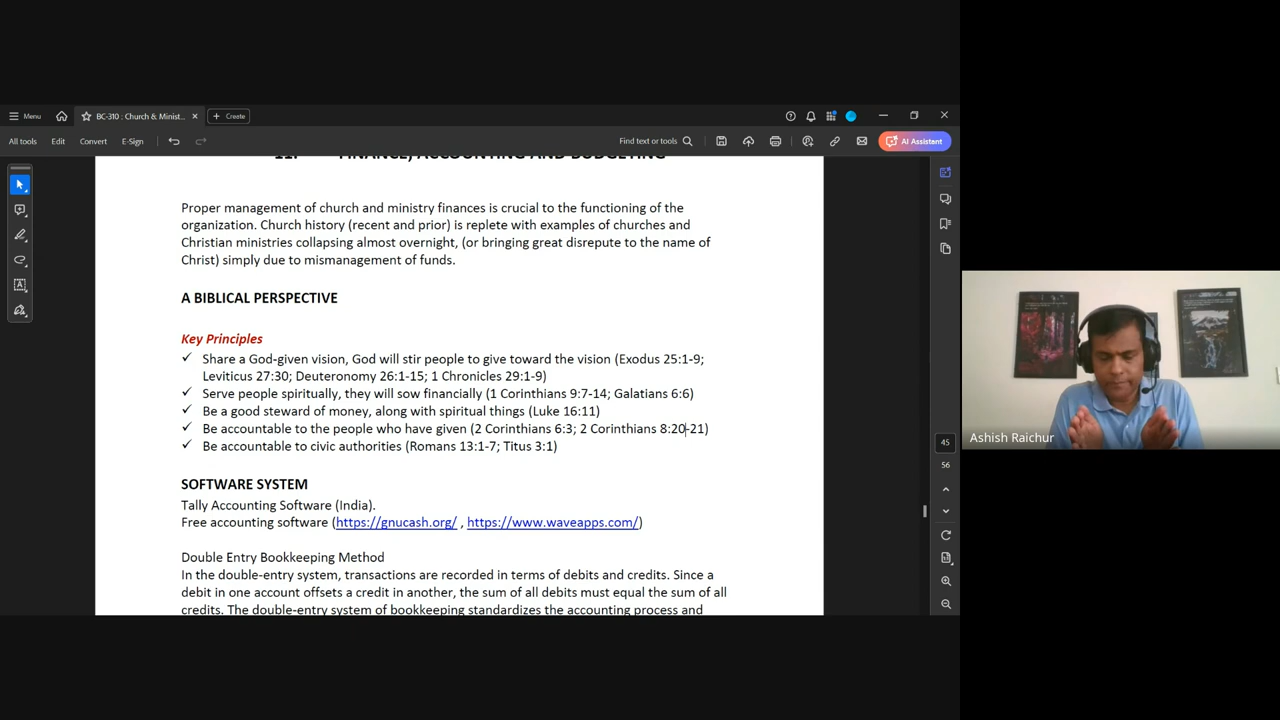 Menu
BC-310 : Church & Minist...
Create
All tools
Edit
Convert
E-Sign
Find text or tools
AI Assistant
11. FINANCE, ACCOUNTING AND BUDGETING
Proper management of church and ministry finances is crucial to the functioning of the
organization. Church history (recent and prior) is replete with examples of churches and
Christian ministries collapsing almost overnight, (or bringing great disrepute to the name of
Christ) simply due to mismanagement of funds.
A BIBLICAL PERSPECTIVE
Key Principles
✓ Share a God-given vision, God will stir people to give toward the vision (Exodus 25:1-9;
Leviticus 27:30; Deuteronomy 26:1-15; 1 Chronicles 29:1-9)
✓ Serve people spiritually, they will sow financially (1 Corinthians 9:7-14; Galatians 6:6)
✓ Be a good steward of money, along with spiritual things (Luke 16:11)
✓ Be accountable to the people who have given (2 Corinthians 6:3; 2 Corinthians 8:20-21)
✓ Be accountable to civic authorities (Romans 13:1-7; Titus 3:1)
SOFTWARE SYSTEM
Tally Accounting Software (India).
Free accounting software (https://gnucash.org/ , https://www.waveapps.com/)
Double Entry Bookkeeping Method
In the double-entry system, transactions are recorded in terms of debits and credits. Since a
debit in one account offsets a credit in another, the sum of all debits must equal the sum of all
credits. The double-entry system of bookkeeping standardizes the accounting process and
45
56
Ashish Raichur